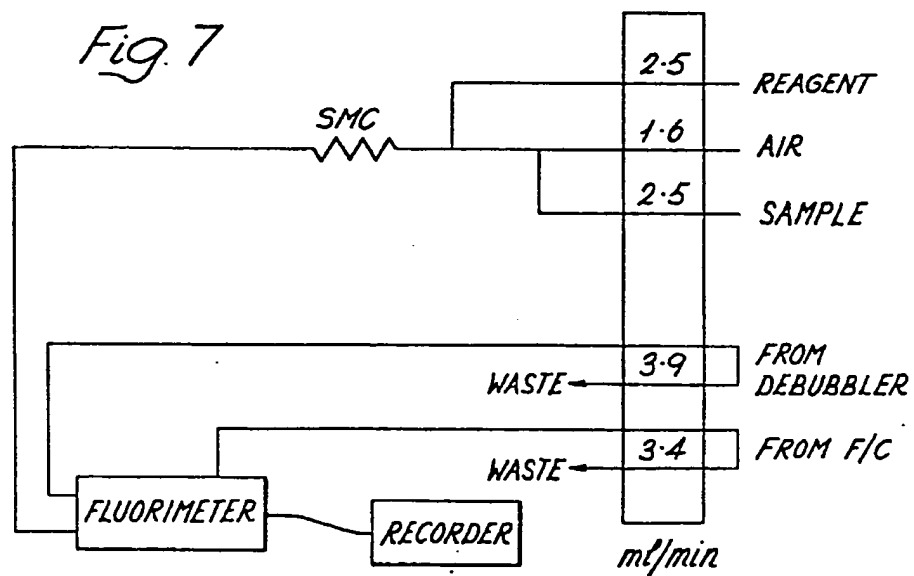 Fig. 7
2.5
REAGENT
SMC
1.6
AIR
2.5
SAMPLE
3.9
FROM
DEBUBBLER
WASTE
3.4
FROM F/C
WASTE
FLUORIMETER
RECORDER
ml/min